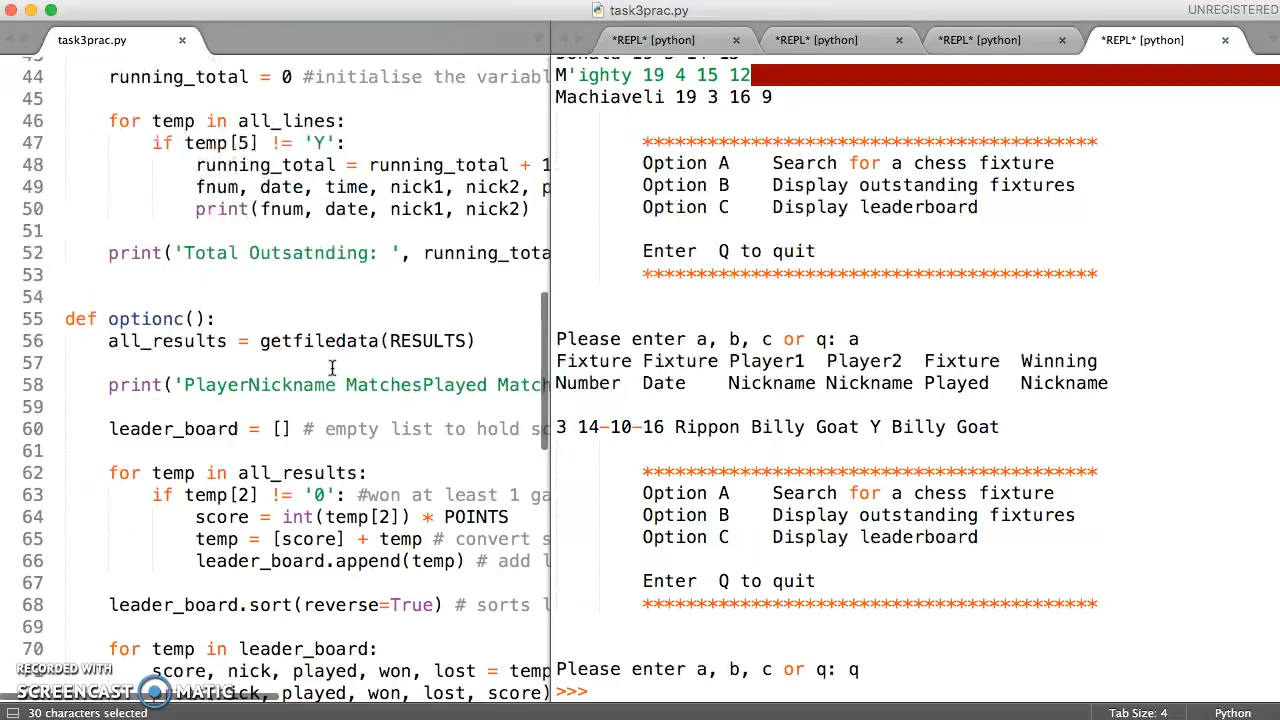 task3prac.py
UNREGISTERED
task3prac.py
*REPL* [python]
*REPL* [python]
*REPL* [python]
*REPL* [python]
44 running_total = 0 #initialise the variabl
45
46 for temp in all_lines:
47 if temp[5] != 'Y':
48 running_total = running_total + 1
49 fnum, date, time, nick1, nick2, p
50 print(fnum, date, nick1, nick2)
51
52 print('Total Outsatnding: ', running_tota
53
54
55 def optionc():
56 all_results = getfiledata(RESULTS)
57
58 print('PlayerNickname MatchesPlayed Match
59
60 leader_board = [] # empty list to hold sc
61
62 for temp in all_results:
63 if temp[2] != '0': #won at least 1 ga
64 score = int(temp[2]) * POINTS
65 temp = [score] + temp # convert s
66 leader_board.append(temp) # add l
67
68 leader_board.sort(reverse=True) # sorts l
69
70 for temp in leader_board:
score, nick, played, won, lost = temp
ick, played, won, lost, score)
RECORDED WITH
SCREENCAST MATIC
M'ighty 19 4 15 12
Machiaveli 19 3 16 9
******************************************
Option A Search for a chess fixture
Option B Display outstanding fixtures
Option C Display leaderboard
Enter Q to quit
******************************************
Please enter a, b, c or q: a
Fixture Fixture Player1 Player2 Fixture Winning
Number Date Nickname Nickname Played Nickname
3 14-10-16 Rippon Billy Goat Y Billy Goat
******************************************
Option A Search for a chess fixture
Option B Display outstanding fixtures
Option C Display leaderboard
Enter Q to quit
******************************************
Please enter a, b, c or q: q
>>>
30 characters selected
Tab Size: 4
Python